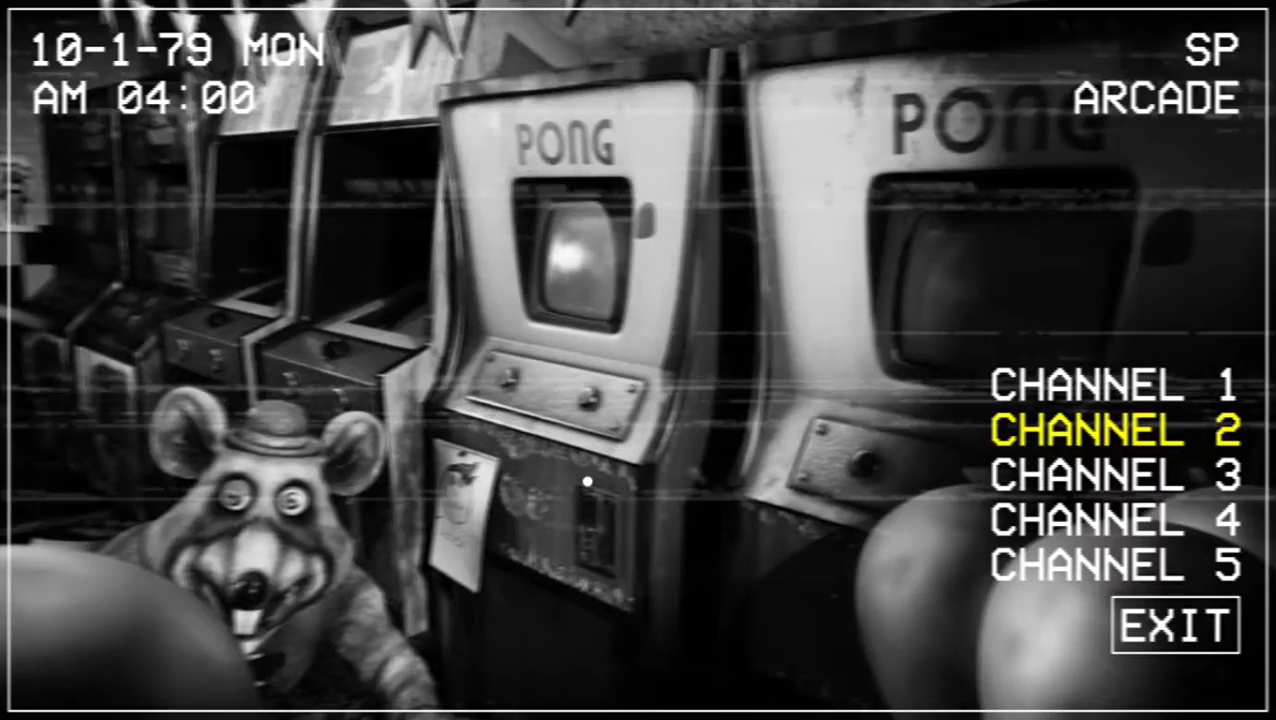 10-1-79 MON
AM 04:00
SP
ARCADE
PONG
PONG
CHANNEL 1
CHANNEL 2
CHANNEL 3
CHANNEL 4
CHANNEL 5
EXIT